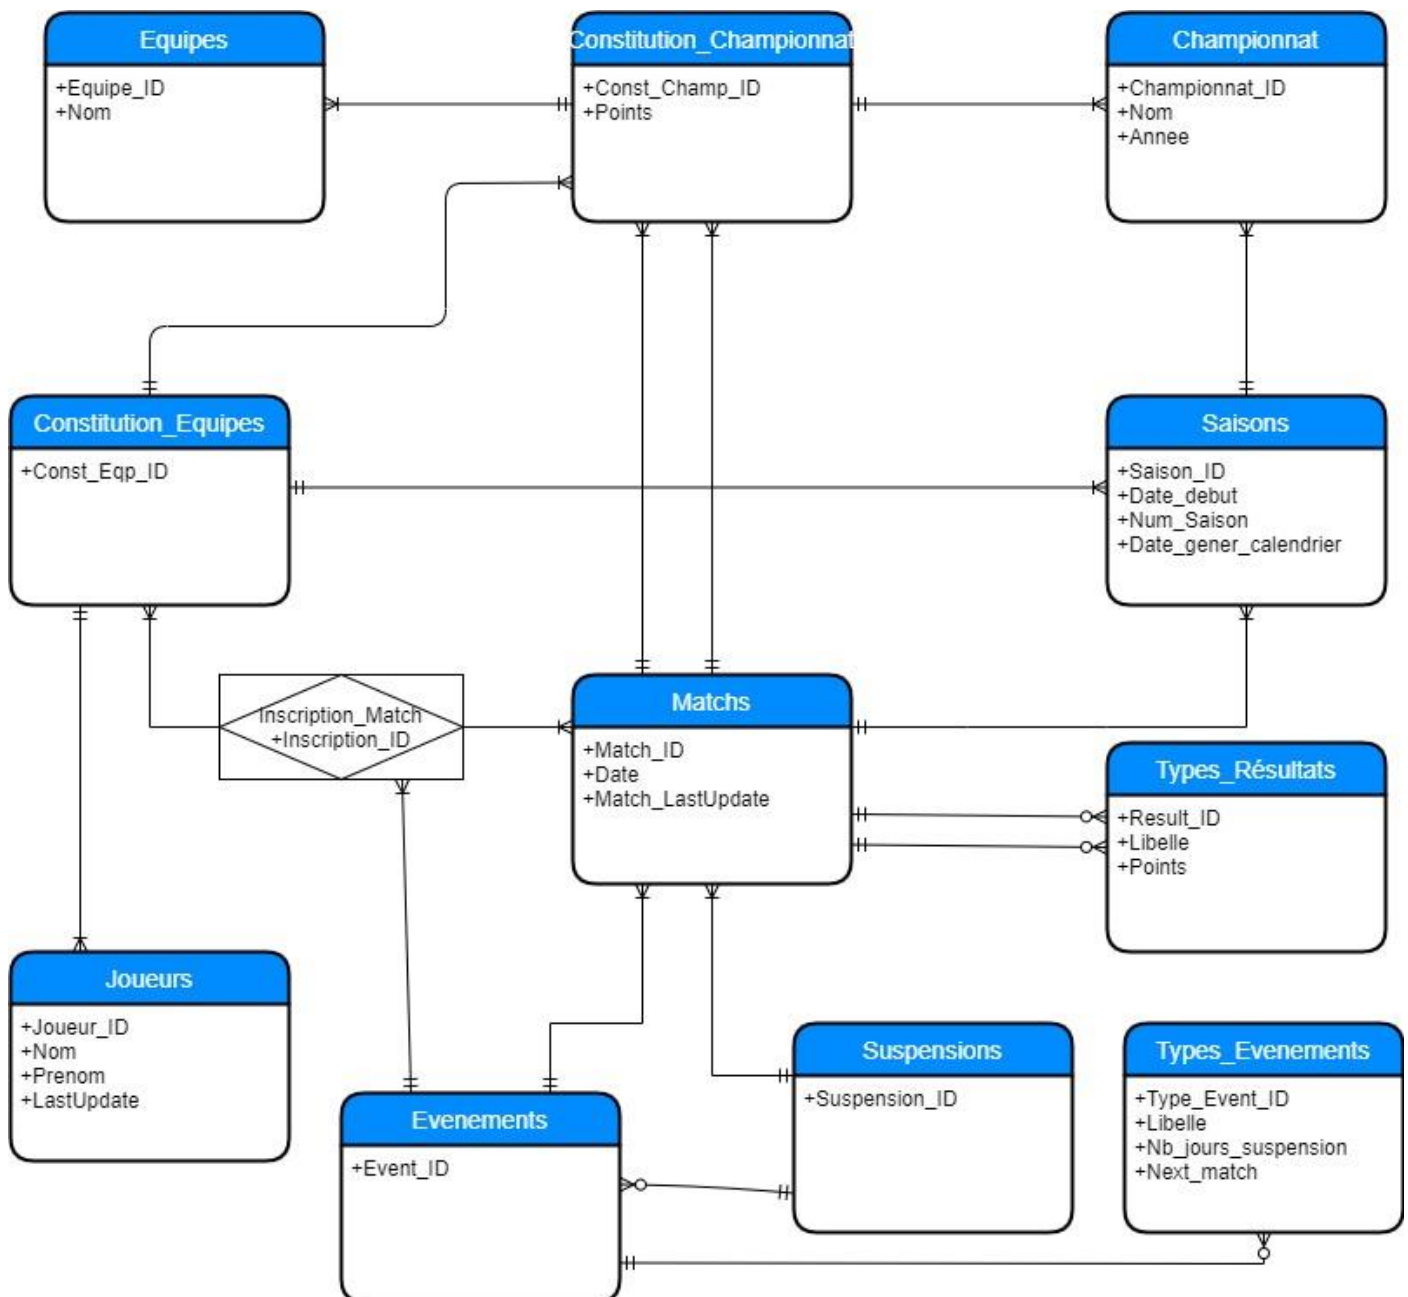 Equipes
+Equipe_ID
+Nom
Constitution_Championnat
+Const_Champ_ID
+Points
Championnat
+Championnat_ID
+Nom
+Annee
Constitution_Equipes
+Const_Eqp_ID
Saisons
+Saison_ID
+Date_debut
+Num_Saison
+Date_gener_calendrier
Inscription_Match
+Inscription_ID
Matchs
+Match_ID
+Date
+Match_LastUpdate
Types_Résultats
+Result_ID
+Libelle
+Points
Joueurs
+Joueur_ID
+Nom
+Prenom
+LastUpdate
Evenements
+Event_ID
Suspensions
+Suspension_ID
Types_Evenements
+Type_Event_ID
+Libelle
+Nb_jours_suspension
+Next_match